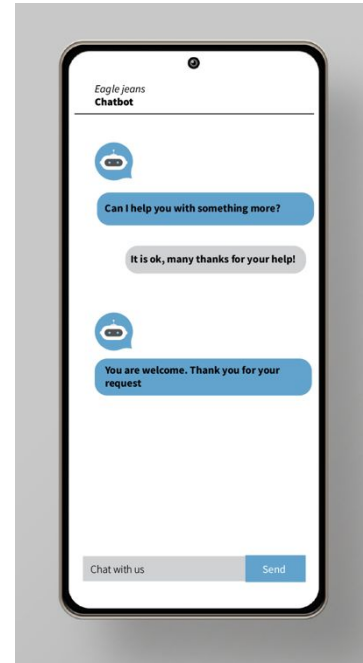 Eagle jeans
Chatbot
Can I help you with something more?
It is ok, many thanks for your help!
You are welcome. Thank you for your
request
Chat with us
Send